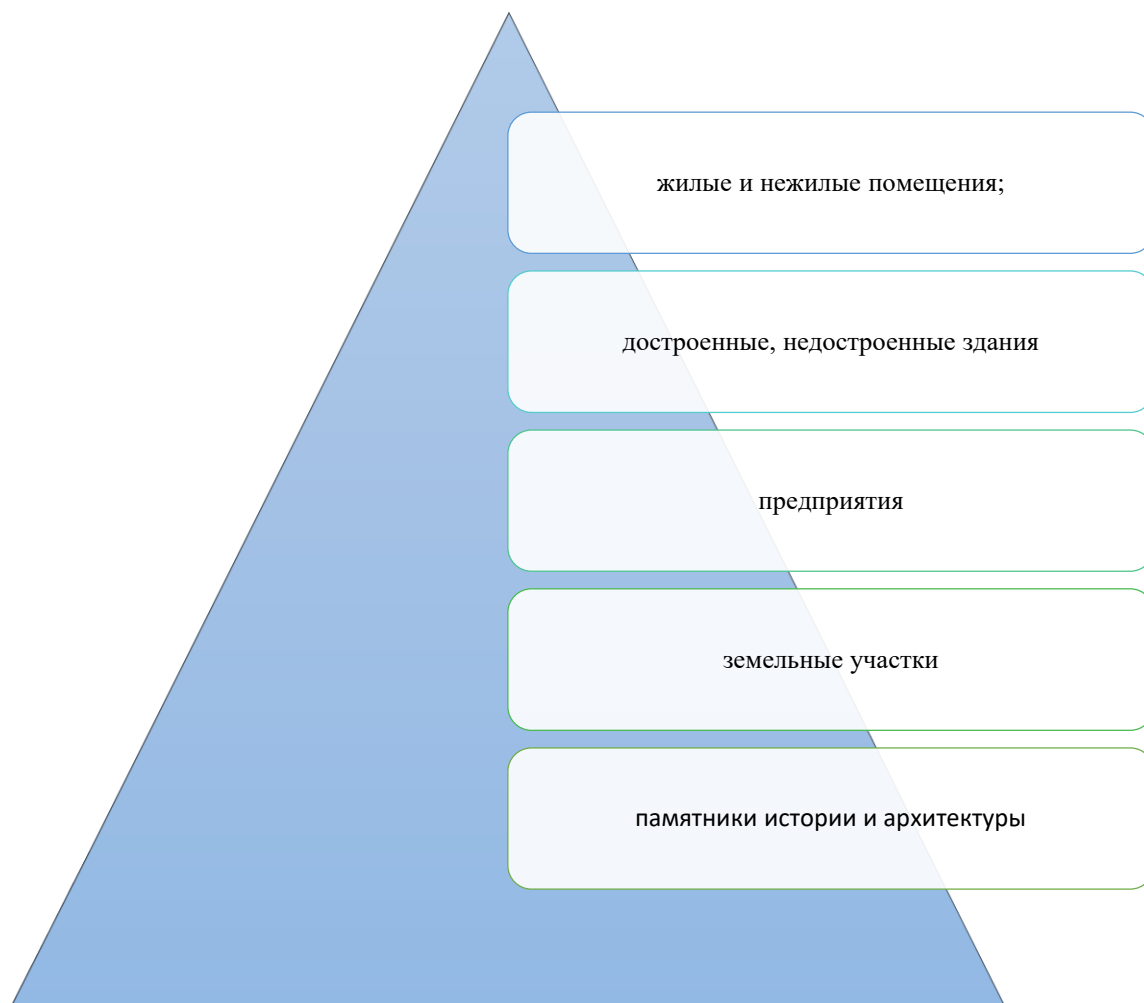 жилые и нежилые помещения;
достроенные, недостроенные здания
предприятия
земельные участки
памятники истории и архитектуры